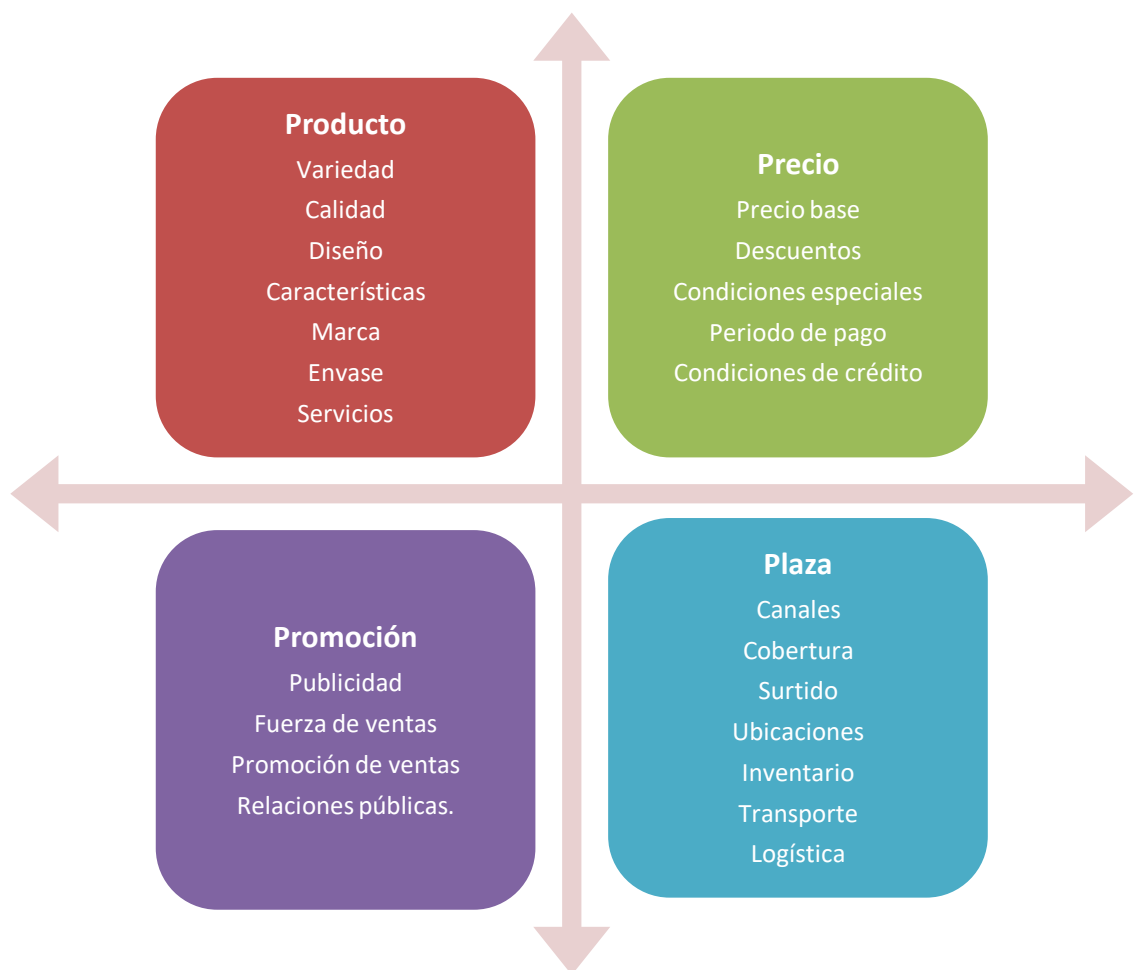 Producto
Variedad
Calidad
Diseño
Características
Marca
Envase
Servicios
Precio
Precio base
Descuentos
Condiciones especiales
Periodo de pago
Condiciones de crédito
Promoción
Publicidad
Fuerza de ventas
Promoción de ventas
Relaciones públicas.
Plaza
Canales
Cobertura
Surtido
Ubicaciones
Inventario
Transporte
Logística